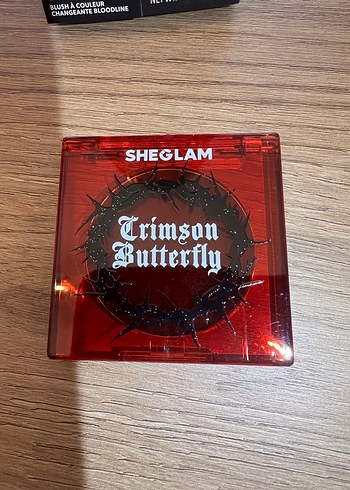 BLUSH À COULEUR
CHANGEANTE BLOODLINE
SHEGLAM
Crimson
Butterfly